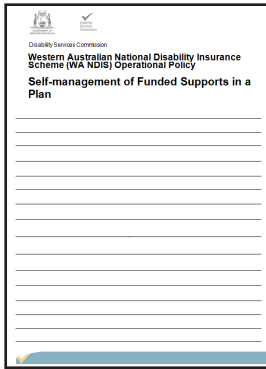 Disability Services Commission
Western Australian National Disability Insurance
Scheme (WA NDIS) Operational Policy
Self-management of Funded Supports in a
Plan